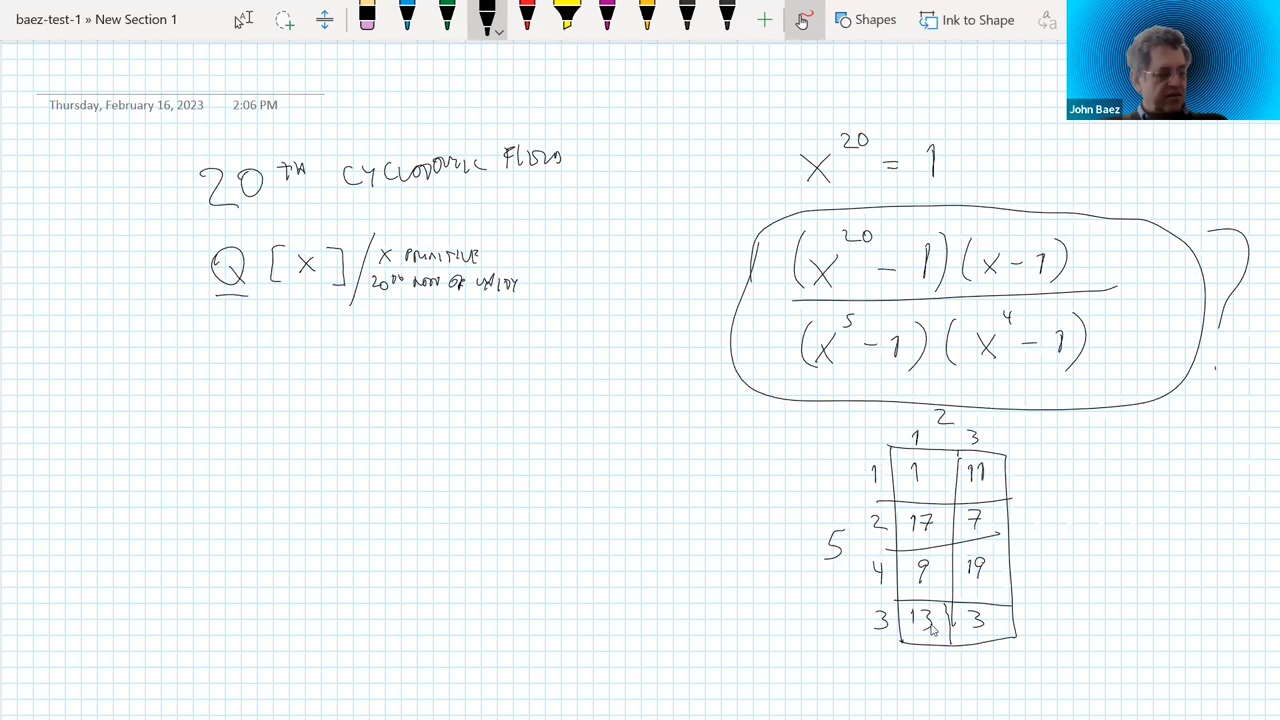 baez-test-1 » New Section 1
Shapes
Ink to Shape
John Baez
Thursday, February 16, 2023 2:06 PM
20TH CYCLOTOMIC FIELD
Q [X] / X PRIMITIVE
20TH ROOT OF UNITY
x^20 = 1
(x^20 - 1)(x - 1) ?
(x^5 - 1)(x^4 - 1)
2
1 3
1 1 11
2 17 7
5
4 9 19
3 13 3